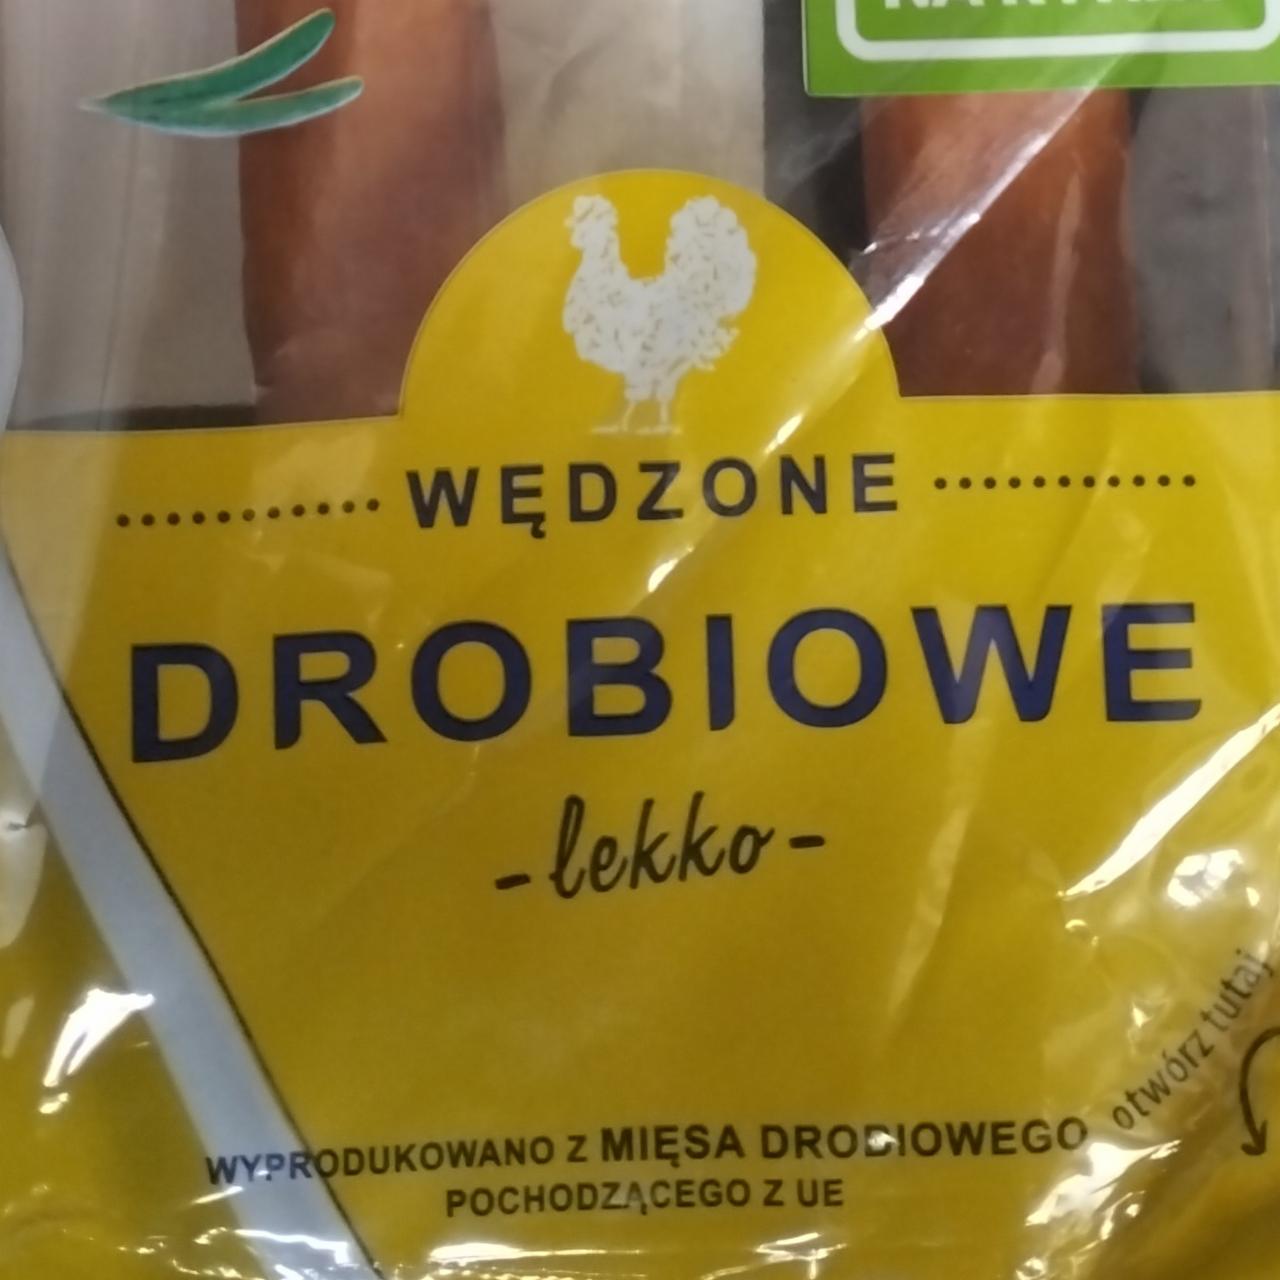 WĘDZONE
DROBIOWE
-lekko-
otwórz tutaj
WYPRODUKOWANO Z MIĘSA DROBIOWEGO
POCHODZĄCEGO Z UE